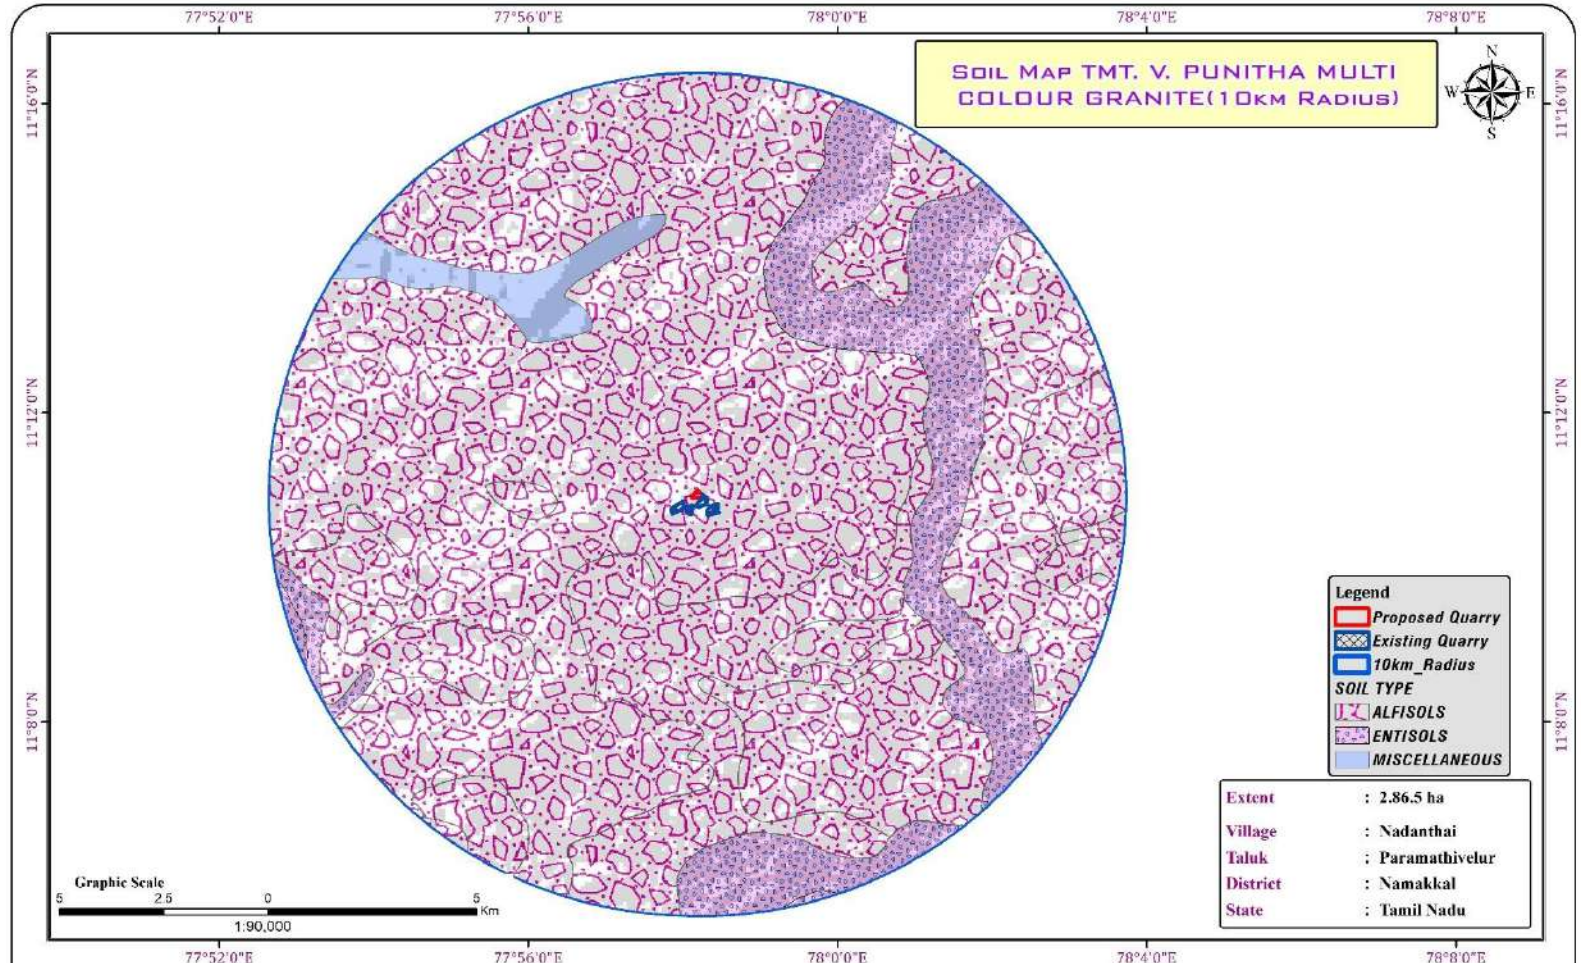 77°52'0"E 77°56'0"E 78°0'0"E 78°4'0"E 78°8'0"E
SOIL MAP TMT. V. PUNITHA MULTI
COLOUR GRANITE(10KM RADIUS)
N
W E
S
11°16'0"N 11°16'0"N
11°12'0"N 11°12'0"N
11°8'0"N 11°8'0"N
Legend
Proposed Quarry
Existing Quarry
10km_Radius
SOIL TYPE
ALFISOLS
ENTISOLS
MISCELLANEOUS
Extent : 2.86.5 ha
Village : Nadanthai
Taluk : Paramathivelur
District : Namakkal
State : Tamil Nadu
Graphic Scale
5 2.5 0 5
Km
1:90,000
77°52'0"E 77°56'0"E 78°0'0"E 78°4'0"E 78°8'0"E